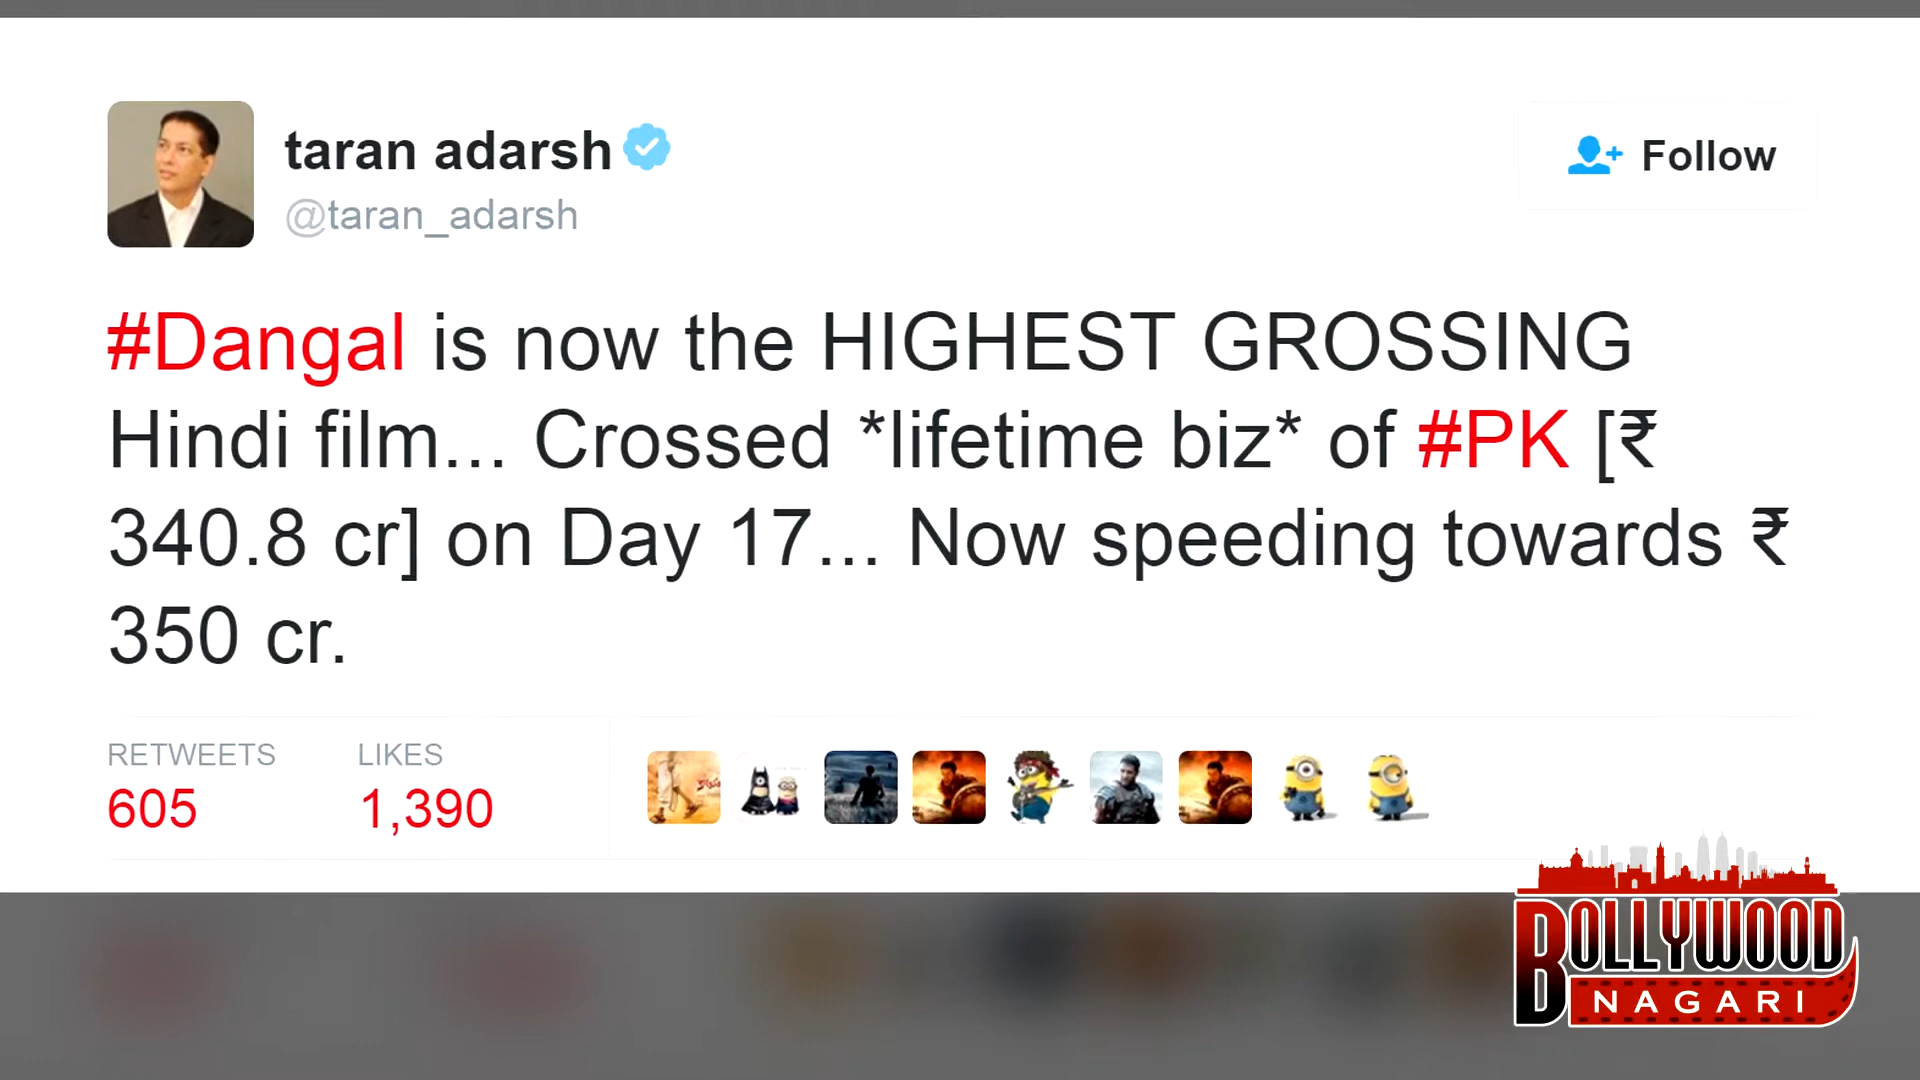 taran adarsh
@taran_adarsh
Follow
#Dangal is now the HIGHEST GROSSING
Hindi film... Crossed *lifetime biz* of #PK [₹
340.8 cr] on Day 17... Now speeding towards ₹
350 cr.
RETWEETS LIKES
605 1,390
BOLLYWOOD
NAGARI